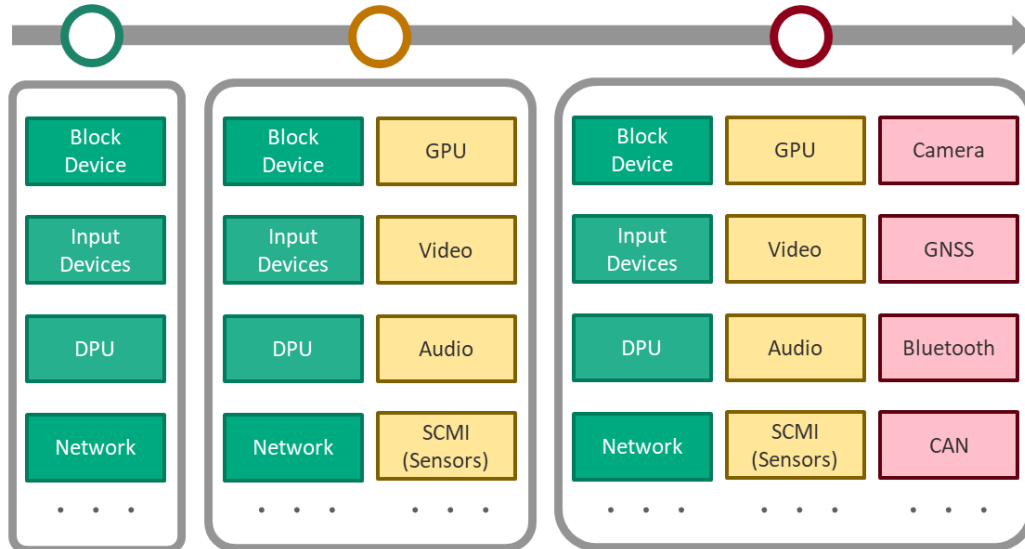 Block
Device
Input
Devices
DPU
Network
. . .
Block
Device
GPU
Input
Devices
Video
DPU
Audio
Network
SCMI
(Sensors)
. . .
. . .
Block
Device
GPU
Camera
Input
Devices
Video
GNSS
DPU
Audio
Bluetooth
Network
SCMI
(Sensors)
CAN
. . .
. . .
. . .